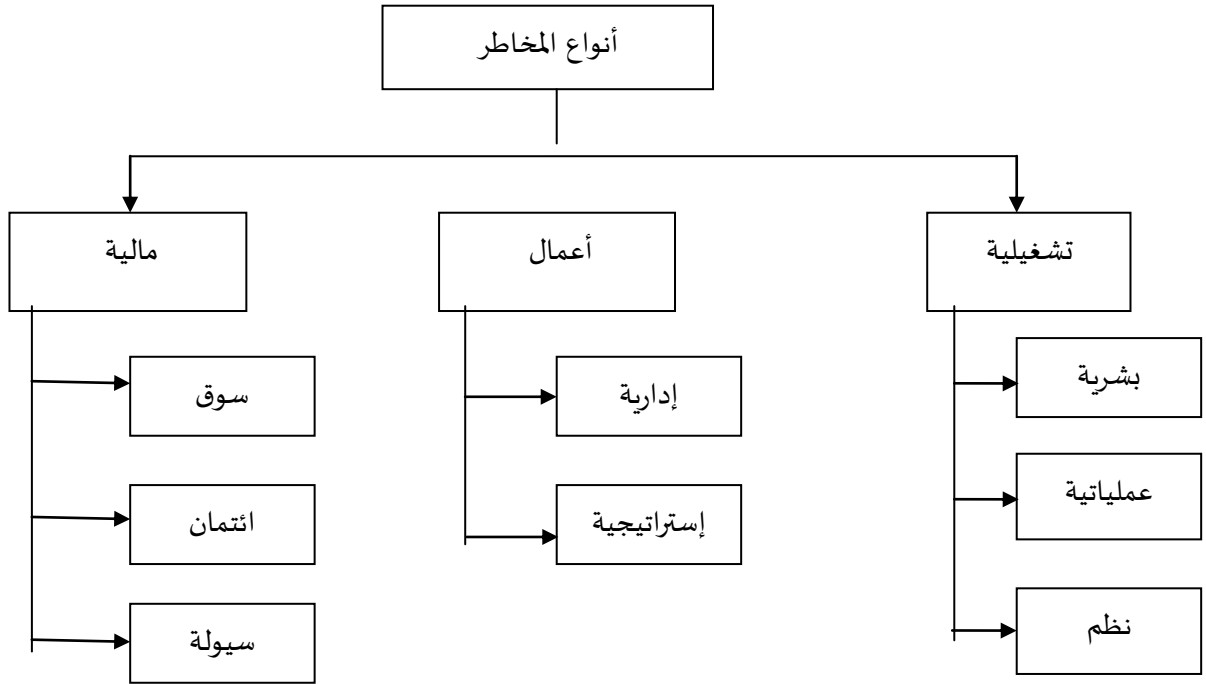 أنواع المخاطر
تشغيلية
أعمال
مالية
بشرية
عملياتية
نظم
إدارية
إستراتيجية
سوق
ائتمان
سيولة